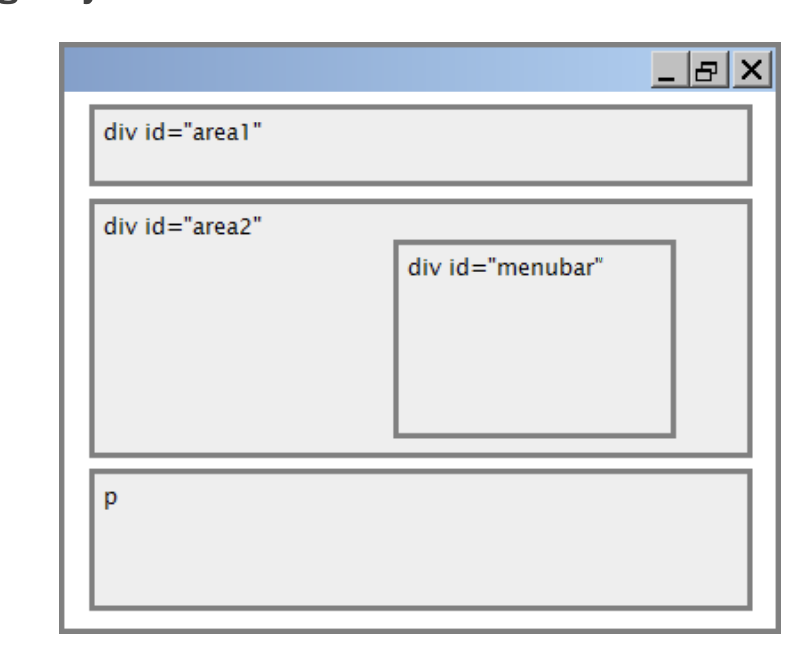 div id="area1"
div id="area2"
div id="menubar"
p